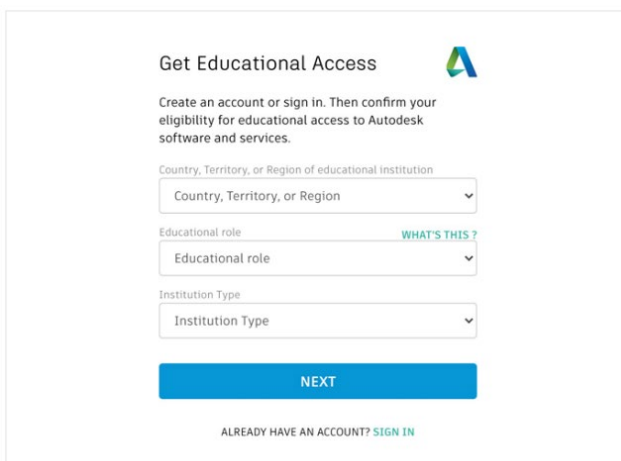 Get Educational Access
Create an account or sign in. Then confirm your
eligibility for educational access to Autodesk
software and services.
Country, Territory, or Region of educational institution
Country, Territory, or Region
Educational role
WHAT'S THIS ?
Educational role
Institution Type
Institution Type
NEXT
ALREADY HAVE AN ACCOUNT? SIGN IN